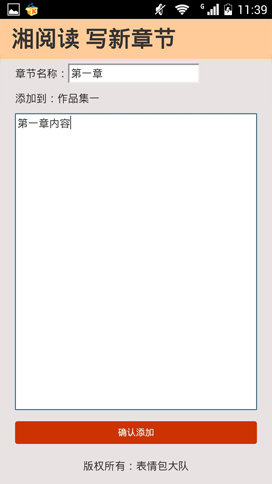 G 11:39
湘阅读 写新章节
章节名称：第一章
添加到：作品集一
第一章内容
确认添加
版权所有：表情包大队